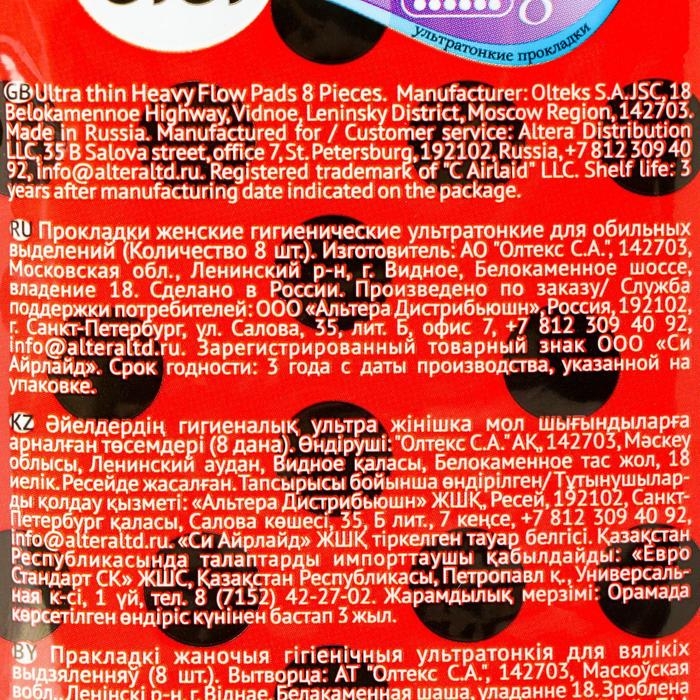 ультратонкие прокладки
GB Ultra thin Heavy Flow Pads 8 Pieces. Manufacturer: Olteks S.A.JSC, 18
Belokamennoe Highway, Vidnoe, Leninsky District, Moscow Region, 142703.
Made in Russia. Manufactured for / Customer service: Altera Distribution
LLC, 35 B Salova street, office 7, St. Petersburg, 192102, Russia, +7 812 309 40
92, info@alteraltd.ru. Registered trademark of "C Airlaid" LLC. Shelf life: 3
years after manufacturing date indicated on the package.
RU Прокладки женские гигиенические ультратонкие для обильных
выделений (Количество 8 шт.). Изготовитель: АО "Олтекс С.А.", 142703,
Московская обл., Ленинский р-н, г. Видное, Белокаменное шоссе,
владение 18. Сделано в России. Произведено по заказу/ Служба
поддержки потребителей: ООО «Альтера Дистрибьюшн», Россия, 192102,
г. Санкт-Петербург, ул. Салова, 35, лит. Б, офис 7, +7 812 309 40 92,
info@alteraltd.ru. Зарегистрированный товарный знак ООО «Си
Айрлайд». Срок годности: 3 года с даты производства, указанной на
упаковке.
KZ Әйелдердің гигиеналық ультра жінішка мол шығындыларға
арналған төсемдері (8 дана). Өндіруші: "Олтекс С.А." АҚ, 142703, Мәскеу
облысы, Ленинский аудан, Видное қаласы, Белокаменное тас жол, 18
иелік. Ресейде жасалған. Тапсырысы бойынша өндірілген/ Тұтынушылар-
ды қолдау қызметі: «Альтера Дистрибьюшн» ЖШҚ, Ресей, 192102, Санкт-
Петербург қаласы, Салова көшесі, 35, Б лит., 7 кеңсе, +7 812 309 40 92
info@alteraltd.ru. «Си Айрлайд» ЖШҚ тіркелген тауар белгісі. Қазақстан
Республикасында талаптарды импорттаушы қабылдайды: «Евро
Стандарт СК» ЖШС, Қазақстан Республикасы, Петропавл қ., Универсаль-
ная к-сі, 1 үй, тел. 8 (7152) 42-27-02. Жарамдылық мерзімі: Орамада
көрсетілген өндіріс күнінен бастап 3 жыл.
BY Пракладкі жаночыя гігіенічныя ультратонкія для вялікіх
выдзяленняў (8 шт.). Вытворца: АТ "Олтекс С.А.", 142703, Маскоўская
вобл., Ленінскі р-н, г. Віднае, Белакаменная шаша, уладанне 18. Зроблена